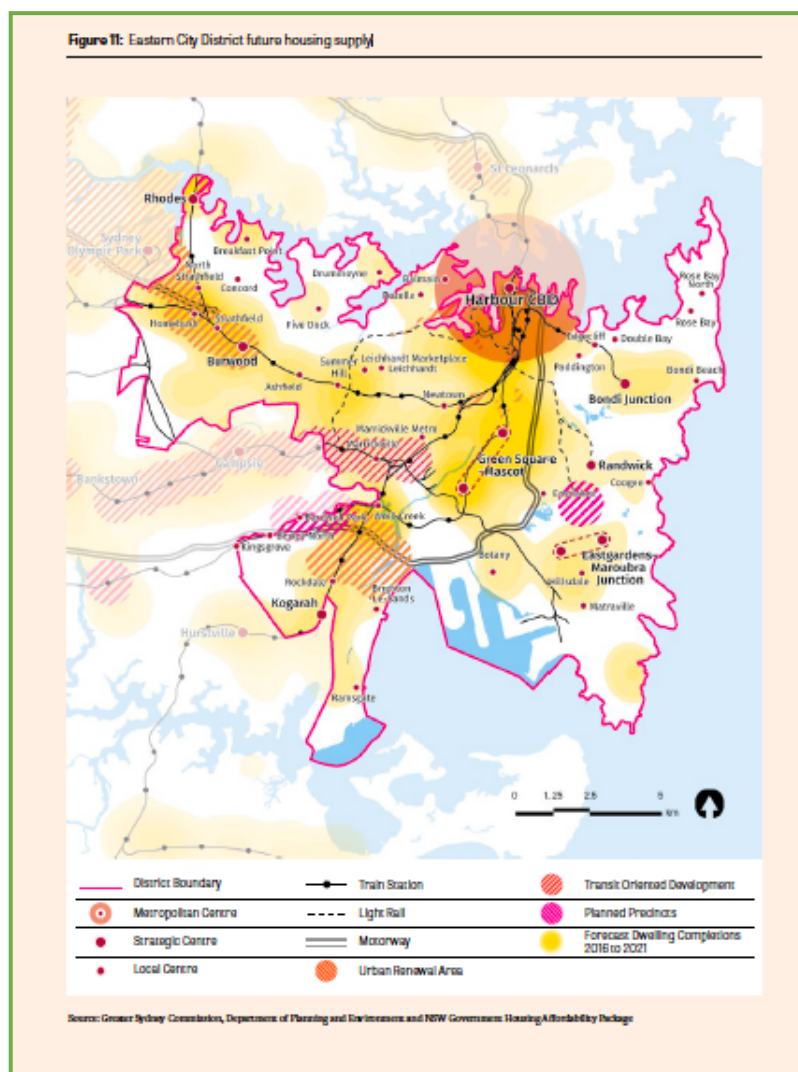 Figure 11: Eastern City District future housing supply
St Leonards
Rhodes
Sydney
Olympic Park
Breakfast Point
North
Strathfield
Concord
Drummoyne
Balmain
Rozelle
Harbour CBD
Rose Bay
North
Rose Bay
Homebush
Strathfield
Five Dock
Burwood
Edgecliff
Double Bay
Paddington
Bondi Beach
Bondi Junction
Summer
Hill
Leichhardt Marketplace
Leichhardt
Ashfield
Newtown
Marrickville Metro
Marrickville
Campsie
Bankstown
Green Square
Mascot
Randwick
Coogee
Wolli Creek
Bexley North
Kingsgrove
Botany
Eastgardens
Maroubra
Junction
Hillsdale
Matraville
Rockdale
Brighton
Le-Sands
Kogarah
Hurstville
Ramsgate
0 1.25 2.5 5
km
District Boundary
Train Station
Transit Oriented Development
Metropolitan Centre
Light Rail
Planned Precincts
Strategic Centre
Motorway
Forecast Dwelling Completions
2016 to 2021
Local Centre
Urban Renewal Area
Source: Greater Sydney Commission, Department of Planning and Environment and NSW Government Housing Affordability Package